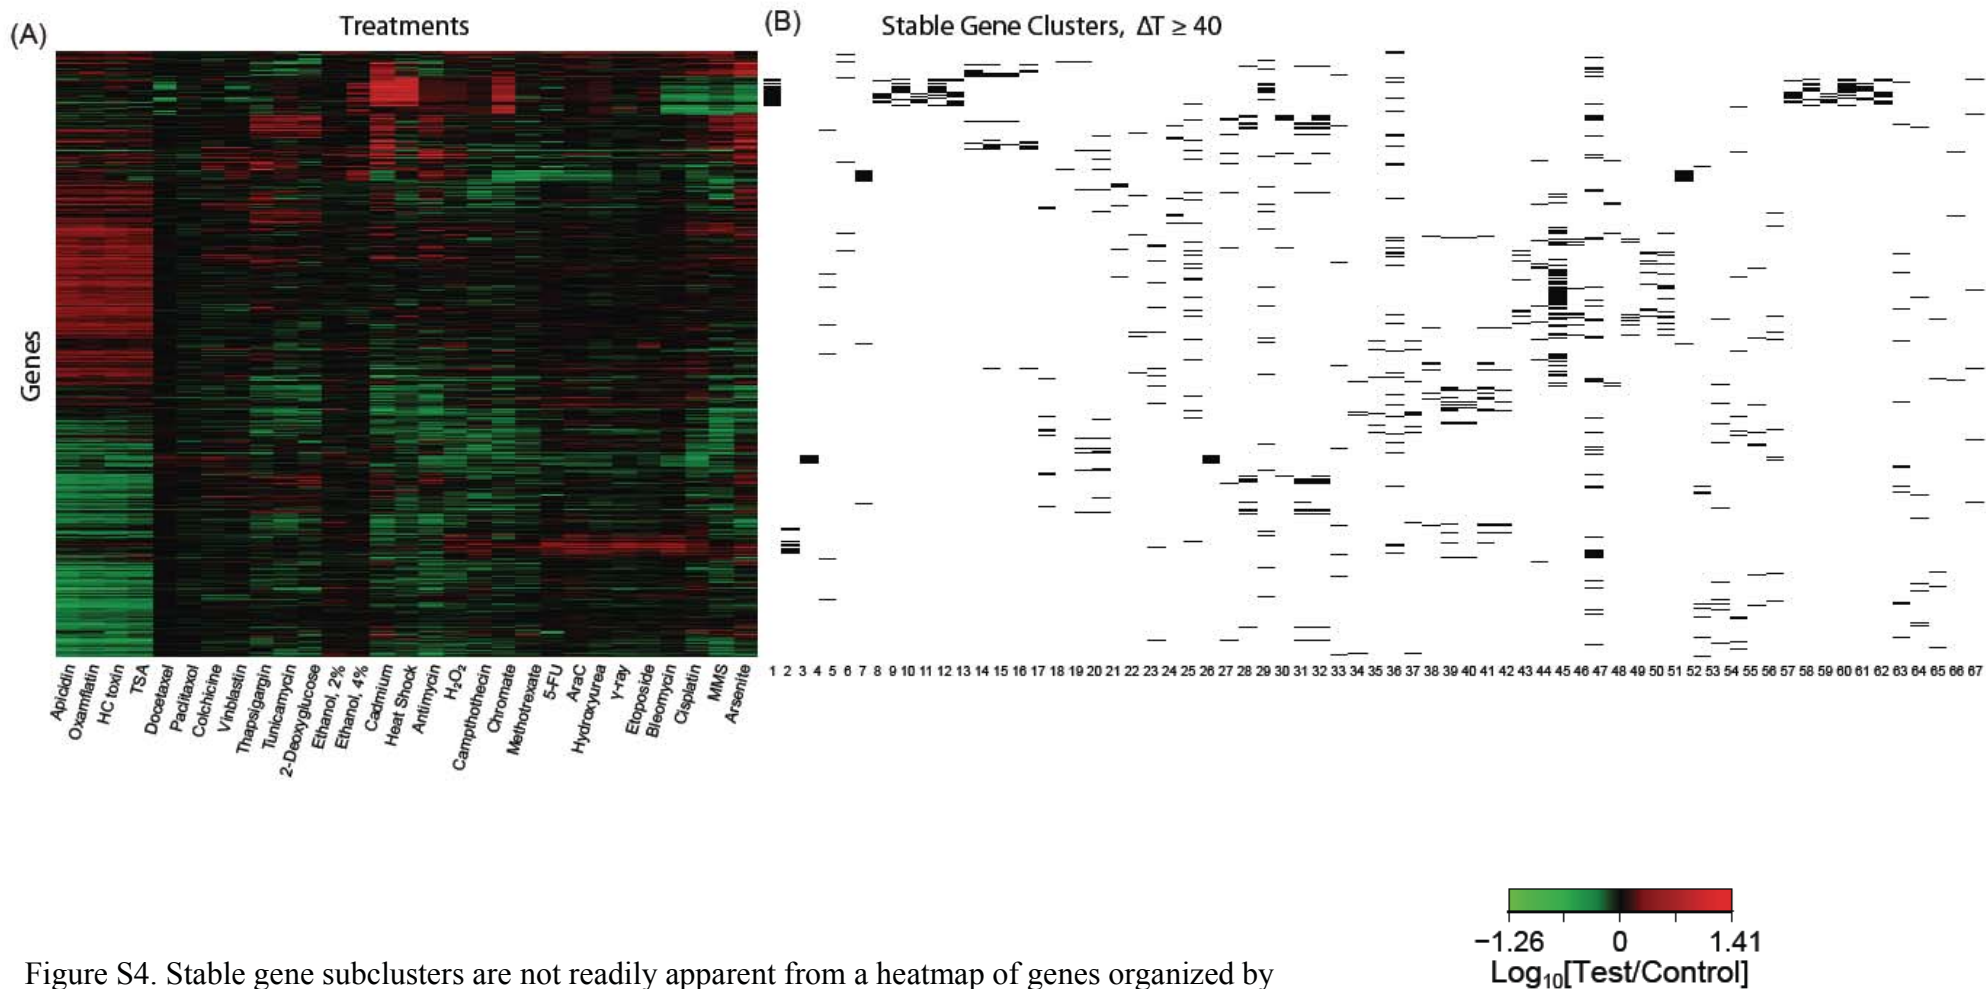 (A)
Treatments
(B)
Stable Gene Clusters, ΔT ≥ 40
Genes
Apicidin
Oxamflatin
HC toxin
TSA
Docetaxel
Paclitaxol
Colchicine
Vinblastin
Thapsigargin
Tunicamycin
2-Deoxyglucose
Ethanol, 2%
Ethanol, 4%
Cadmium
Heat Shock
Antimycin
H₂O₂
Campthothecin
Chromate
Methotrexate
5-FU
AraC
Hydroxyurea
γ-ray
Etoposide
Bleomycin
Cisplatin
MMS
Arsenite
1 2 3 4 5 6 7 8 9 10 11 12 13 14 15 16 17 18 19 20 21 22 23 24 25 26 27 28 29 30 31 32 33 34 35 36 37 38 39 40 41 42 43 44 45 46 47 48 49 50 51 52 53 54 55 56 57 58 59 60 61 62 63 64 65 66 67
−1.26 0 1.41
Log₁₀[Test/Control]
Figure S4. Stable gene subclusters are not readily apparent from a heatmap of genes organized by